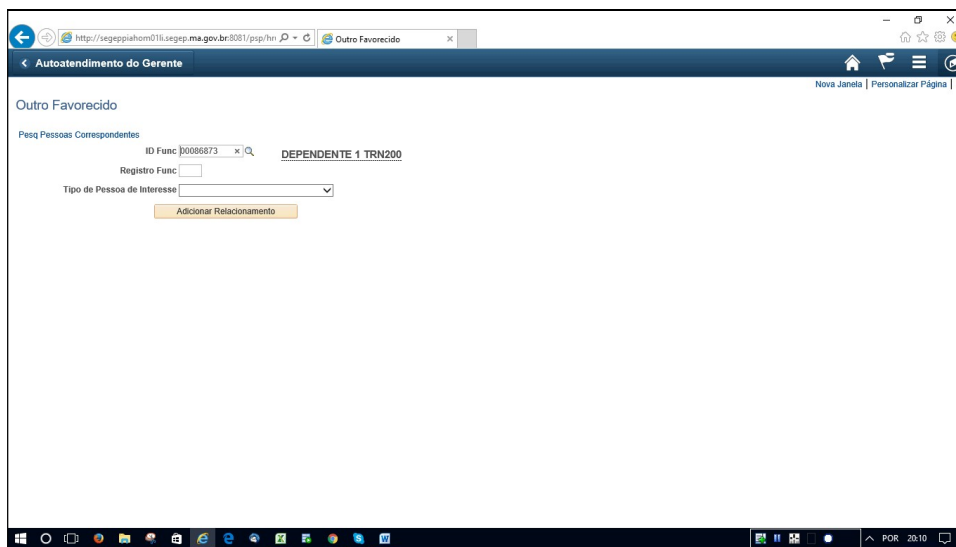 http://segeppiahom01li.segep.ma.gov.br:8081/psp/hn
Outro Favorecido
Autoatendimento do Gerente
Nova Janela | Personalizar Página |
Outro Favorecido
Pesq Pessoas Correspondentes
ID Func 00086873 DEPENDENTE 1 TRN200
Registro Func
Tipo de Pessoa de Interesse
Adicionar Relacionamento
POR 20:10